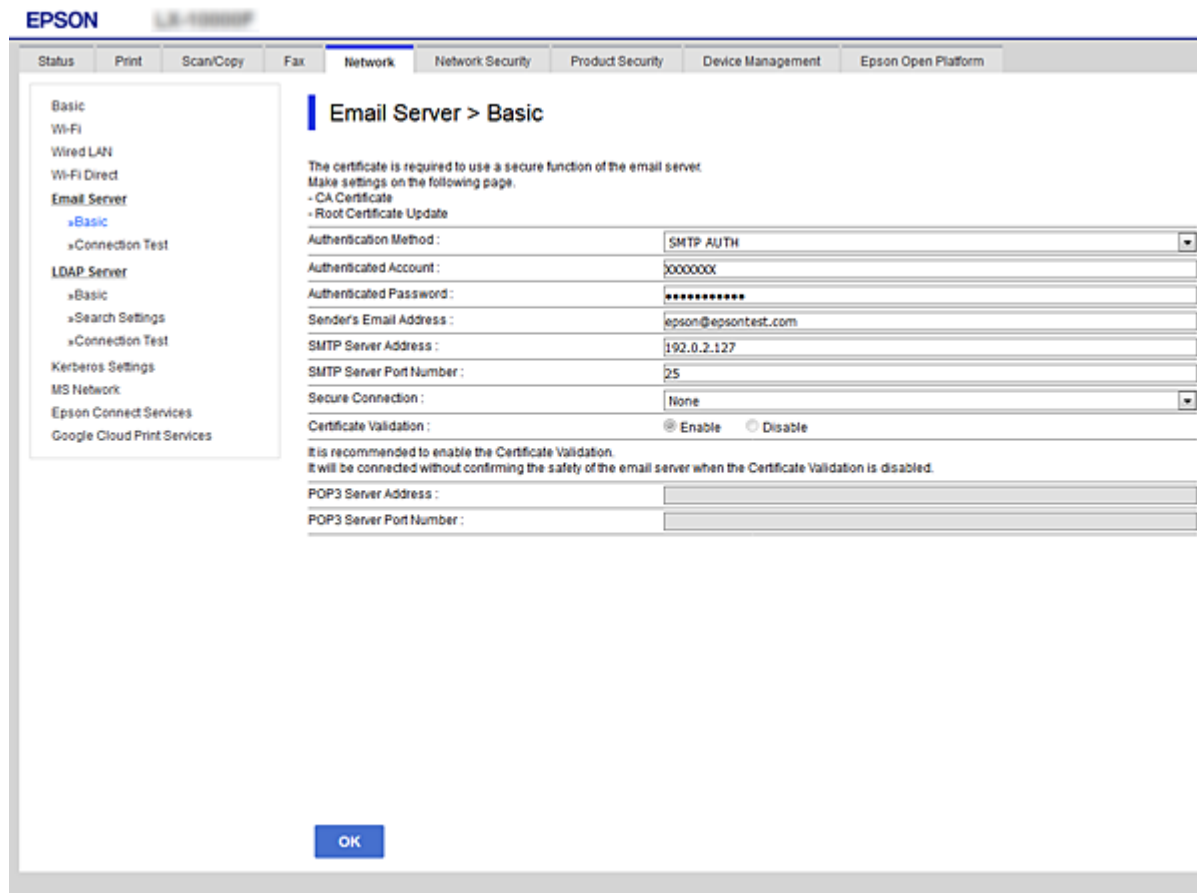 EPSON
Status Print Scan/Copy Fax Network Network Security Product Security Device Management Epson Open Platform
Basic
Wi-Fi
Wired LAN
Wi-Fi Direct
Email Server
»Basic
»Connection Test
LDAP Server
»Basic
»Search Settings
»Connection Test
Kerberos Settings
MS Network
Epson Connect Services
Google Cloud Print Services
Email Server > Basic
The certificate is required to use a secure function of the email server.
Make settings on the following page.
- CA Certificate
- Root Certificate Update
Authentication Method : SMTP AUTH
Authenticated Account : XXXXXXX
Authenticated Password : •••••••••••
Sender's Email Address : epson@epsontest.com
SMTP Server Address : 192.0.2.127
SMTP Server Port Number : 25
Secure Connection : None
Certificate Validation : Enable Disable
It is recommended to enable the Certificate Validation.
It will be connected without confirming the safety of the email server when the Certificate Validation is disabled.
POP3 Server Address :
POP3 Server Port Number :
OK